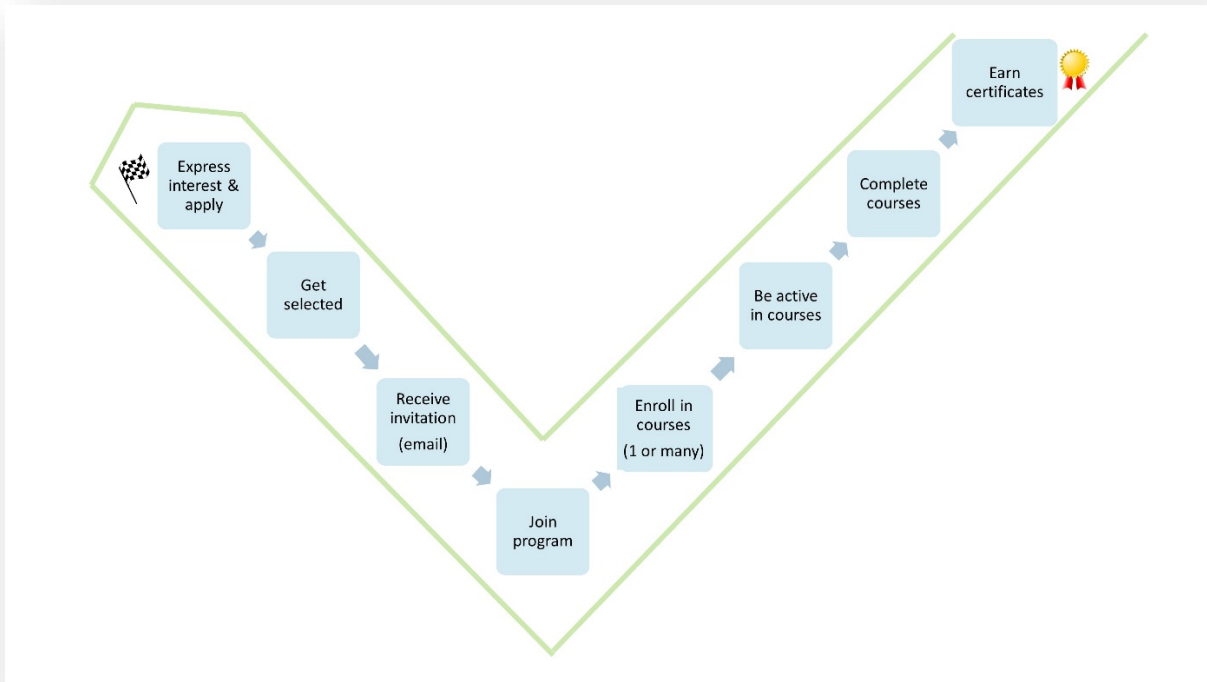 Express
interest &
apply
Get
selected
Receive
invitation
(email)
Join
program
Enroll in
courses
(1 or many)
Be active
in courses
Complete
courses
Earn
certificates